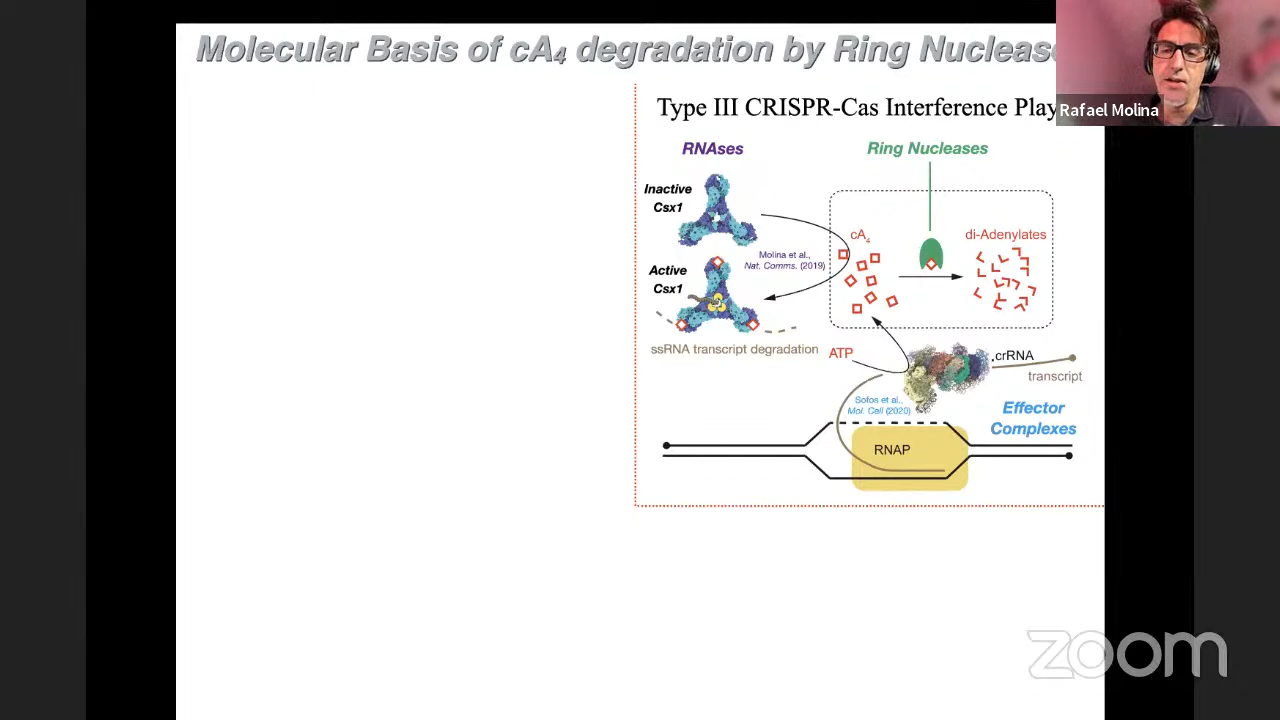 Molecular Basis of cA4 degradation by Ring Nuclease
Rafael Molina
Type III CRISPR-Cas Interference Play
RNAses
Ring Nucleases
Inactive
Csx1
cA4
di-Adenylates
Molina et al.,
Nat. Comms. (2019)
Active
Csx1
ssRNA transcript degradation
ATP
crRNA
transcript
Sofos et al.,
Mol. Cell (2020)
Effector
Complexes
RNAP
zoom